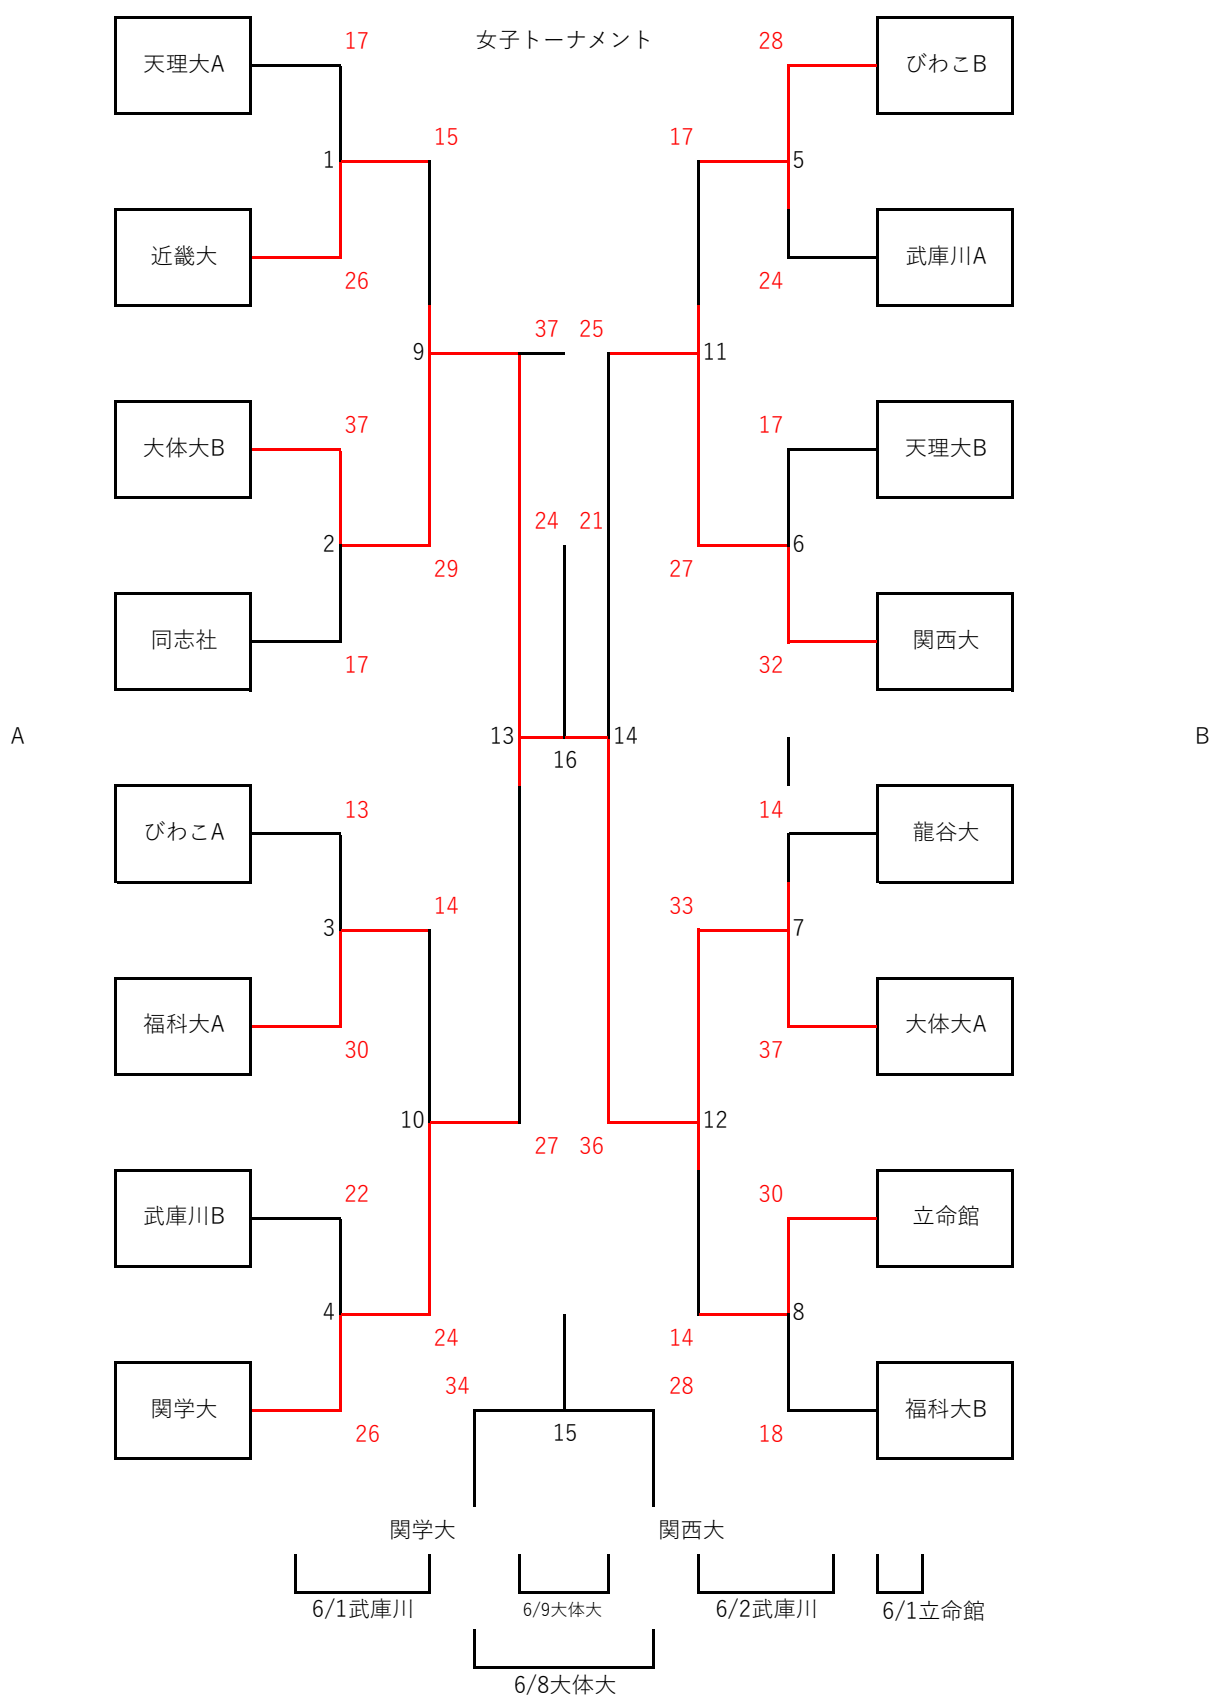 女子トーナメント
17
28
天理大A
びわこB
15
17
1
5
近畿大
武庫川A
26
24
37
25
9
11
37
17
大体大B
天理大B
24
21
2
6
29
27
同志社
関西大
17
32
A
13
14
B
16
13
14
びわこA
龍谷大
14
33
3
7
福科大A
大体大A
30
37
10
12
27
36
22
30
武庫川B
立命館
4
8
24
14
34
28
関学大
福科大B
26
15
18
関学大
関西大
6/1武庫川
6/9大体大
6/2武庫川
6/1立命館
6/8大体大